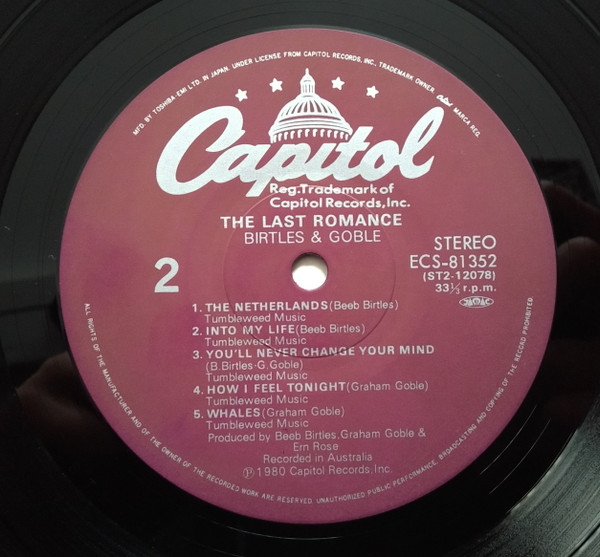 MFD. BY TOSHIBA-EMI LTD. IN JAPAN. UNDER LICENSE FROM CAPITOL RECORDS, INC., TRADEMARK OWNER. MARCA REG.
Capitol
Reg. Trademark of
Capitol Records, Inc.
THE LAST ROMANCE
BIRTLES & GOBLE
2
STEREO
ECS-81352
(ST2-12078)
33⅓ r.p.m.
1. THE NETHERLANDS (Beeb Birtles)
Tumbleweed Music
2. INTO MY LIFE (Beeb Birtles)
Tumbleweed Music
3. YOU'LL NEVER CHANGE YOUR MIND
(B.Birtles-G.Goble)
Tumbleweed Music
4. HOW I FEEL TONIGHT (Graham Goble)
Tumbleweed Music
5. WHALES (Graham Goble)
Tumbleweed Music
Produced by Beeb Birtles, Graham Goble &
Ern Rose
Recorded in Australia
℗ 1980 Capitol Records, Inc.
ALL RIGHTS OF THE MANUFACTURER AND OF THE OWNER OF THE RECORDED WORK ARE RESERVED. UNAUTHORIZED PUBLIC PERFORMANCE, BROADCASTING AND COPYING OF THE RECORD PROHIBITED.